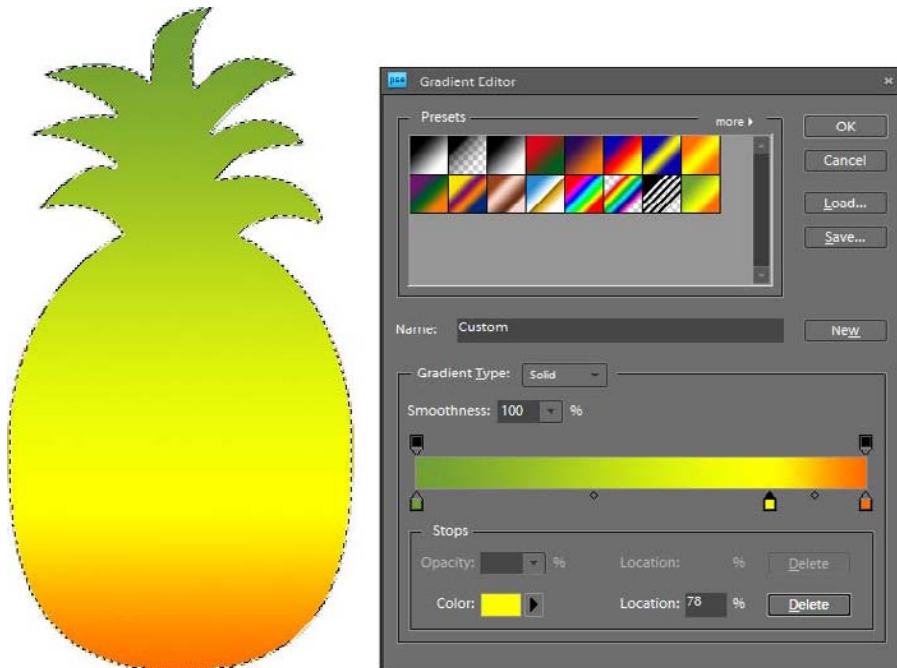 pse Gradient Editor
Presets
more
OK
Cancel
Load...
Save...
Name: Custom
New
Gradient Type: Solid
Smoothness: 100 %
Stops
Opacity: % Location: % Delete
Color: Location: 78 % Delete